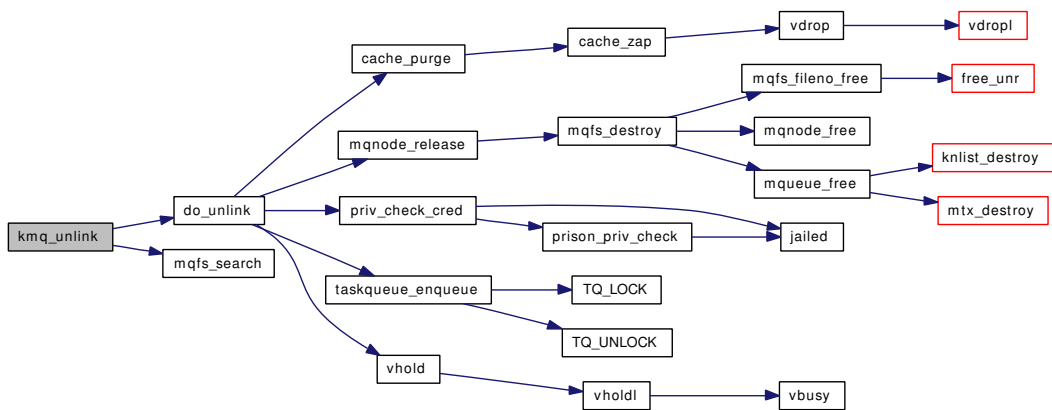 kmq_unlink
do_unlink
mqfs_search
cache_purge
mqnode_release
priv_check_cred
taskqueue_enqueue
vhold
cache_zap
mqfs_destroy
prison_priv_check
TQ_LOCK
TQ_UNLOCK
vholdl
vdrop
mqfs_fileno_free
mqnode_free
mqueue_free
jailed
vbusy
vdropl
free_unr
knlist_destroy
mtx_destroy